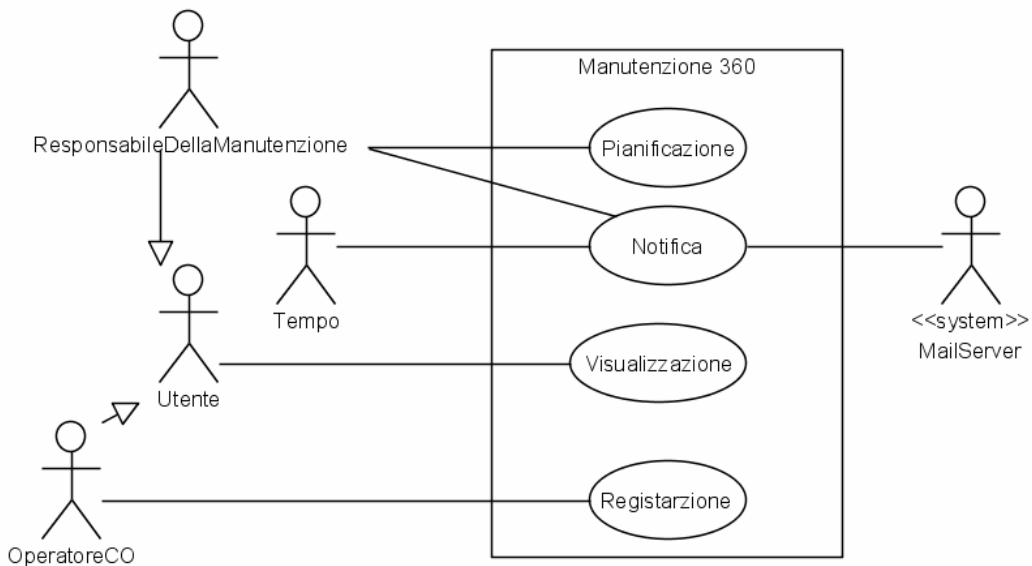 Manutenzione 360
ResponsabileDellaManutenzione
Pianificazione
Tempo
Notifica
<<system>>
MailServer
Utente
Visualizzazione
OperatoreCO
Registarzione